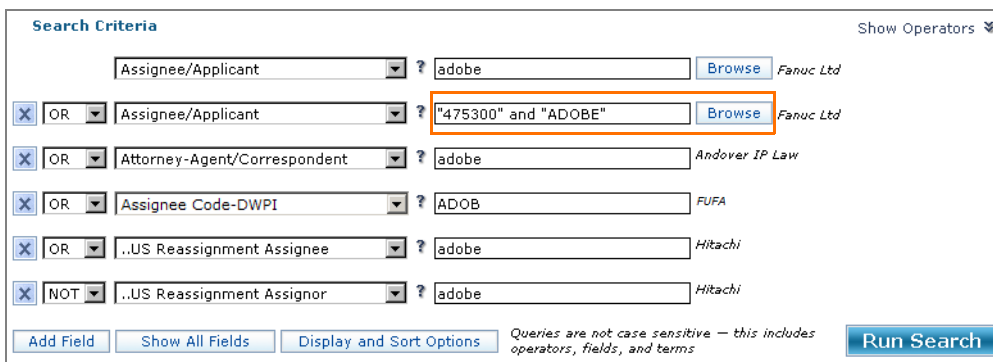 Search Criteria
Show Operators
Assignee/Applicant ? adobe Browse Fanuc Ltd
X OR Assignee/Applicant ? "475300" and "ADOBE" Browse Fanuc Ltd
X OR Attorney-Agent/Correspondent ? adobe Andover IP Law
X OR Assignee Code-DWPI ? ADOB FUFA
X OR ..US Reassignment Assignee ? adobe Hitachi
X NOT ..US Reassignment Assignor ? adobe Hitachi
Add Field Show All Fields Display and Sort Options
Queries are not case sensitive — this includes
operators, fields, and terms
Run Search